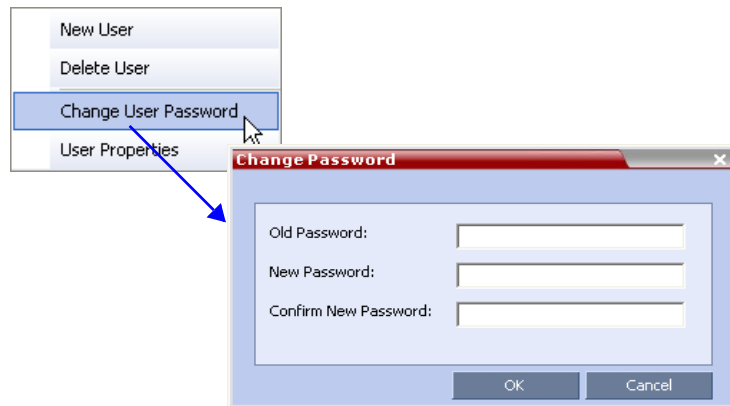 New User
Delete User
Change User Password
User Properties
Change Password
Old Password:
New Password:
Confirm New Password:
OK Cancel